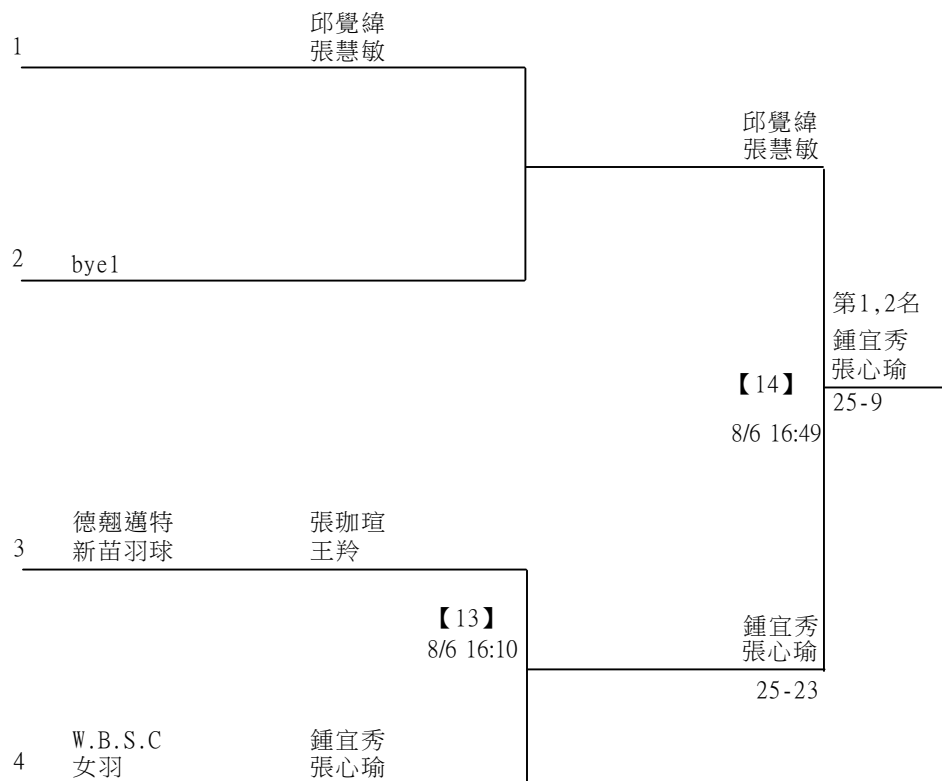 邱覺緯
1 張慧敏
邱覺緯
張慧敏
2 bye1
第1,2名
鍾宜秀
張心瑜
【14】
25-9
8/6 16:49
德翹邁特 張珈瑄
3 新苗羽球 王羚
【13】
8/6 16:10
鍾宜秀
張心瑜
25-23
W.B.S.C 鍾宜秀
4 女羽 張心瑜